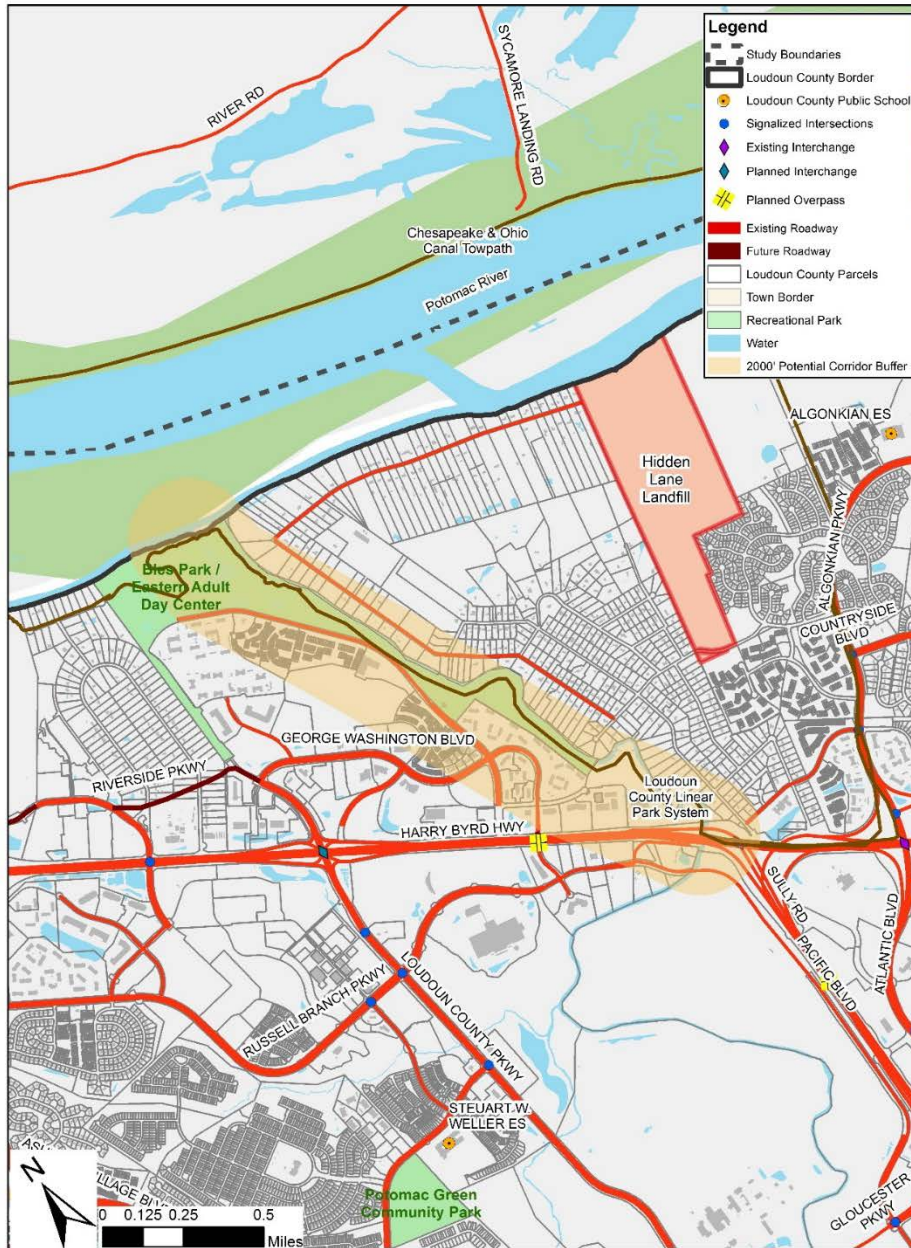 Legend
Study Boundaries
Loudoun County Border
Loudoun County Public School
Signalized Intersections
Existing Interchange
Planned Interchange
Planned Overpass
Existing Roadway
Future Roadway
Loudoun County Parcels
Town Border
Recreational Park
Water
2000' Potential Corridor Buffer
SYCAMORE LANDING RD
RIVER RD
Chesapeake & Ohio
Canal Towpath
Potomac River
ALGONKIAN ES
Hidden
Lane
Landfill
ALGONKIAN PKWY
Bles Park /
Eastern Adult
Day Center
COUNTRYSIDE
BLVD
GEORGE WASHINGTON BLVD
RIVERSIDE PKWY
Loudoun
County Linear
Park System
HARRY BYRD HWY
SULLY RD
PACIFIC BLVD
ATLANTIC BLVD
LOUDOUN COUNTY PKWY
RUSSELL BRANCH PKWY
STEUART W.
WELLER ES
Potomac Green
Community Park
GLOUCESTER
PKWY
N
0 0.125 0.25 0.5
Miles